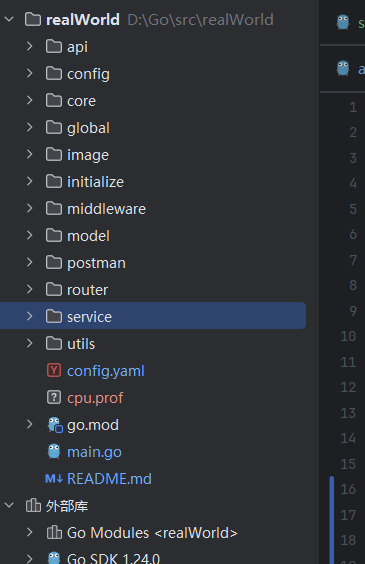 realWorld D:\Go\src\realWorld
api
config
core
global
image
initialize
middleware
model
postman
router
service
utils
config.yaml
cpu.prof
go.mod
main.go
README.md
外部库
Go Modules <realWorld>
Go SDK 1.24.0
s
a
1
2
3
4
5
6
7
8
9
10
11
12
13
14
15
16
17
18
19